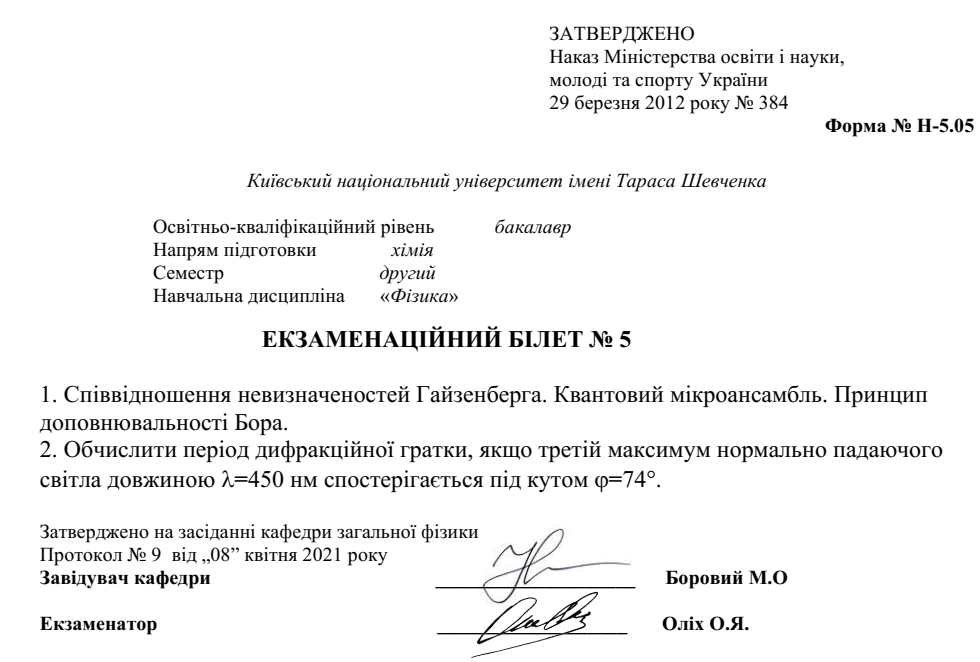 ЗАТВЕРДЖЕНО
Наказ Міністерства освіти і науки,
молоді та спорту України
29 березня 2012 року № 384
Форма № Н-5.05
Київський національний університет імені Тараса Шевченка
Освітньо-кваліфікаційний рівень бакалавр
Напрям підготовки хімія
Семестр другий
Навчальна дисципліна «Фізика»
ЕКЗАМЕНАЦІЙНИЙ БІЛЕТ № 5
1. Співвідношення невизначеностей Гайзенберга. Квантовий мікроансамбль. Принцип
доповнювальності Бора.
2. Обчислити період дифракційної гратки, якщо третій максимум нормально падаючого
світла довжиною λ=450 нм спостерігається під кутом φ=74°.
Затверджено на засіданні кафедри загальної фізики
Протокол № 9 від „08” квітня 2021 року
Завідувач кафедри Боровий М.О
Екзаменатор Оліх О.Я.